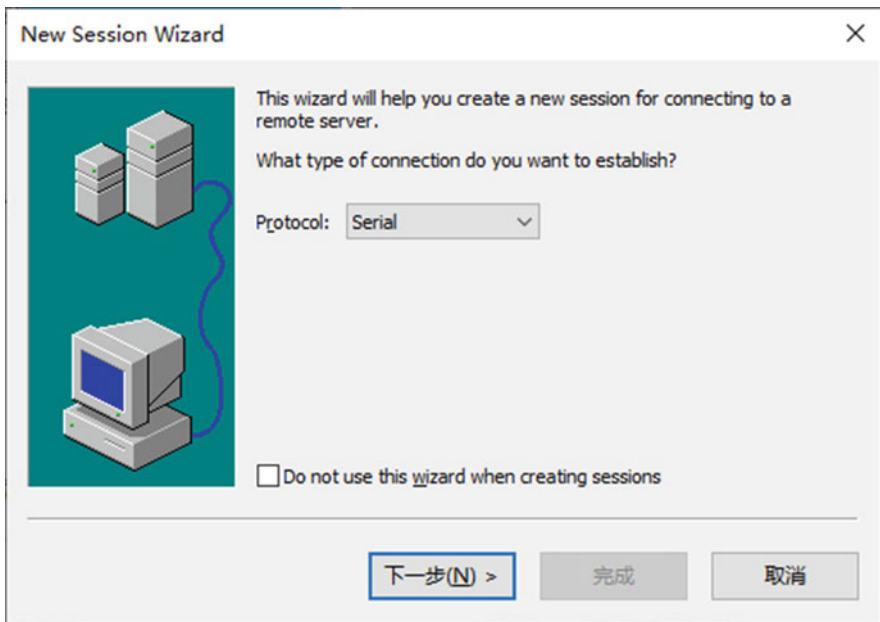 New Session Wizard
This wizard will help you create a new session for connecting to a
remote server.
What type of connection do you want to establish?
Protocol: Serial
Do not use this wizard when creating sessions
下一步(N) > 完成 取消